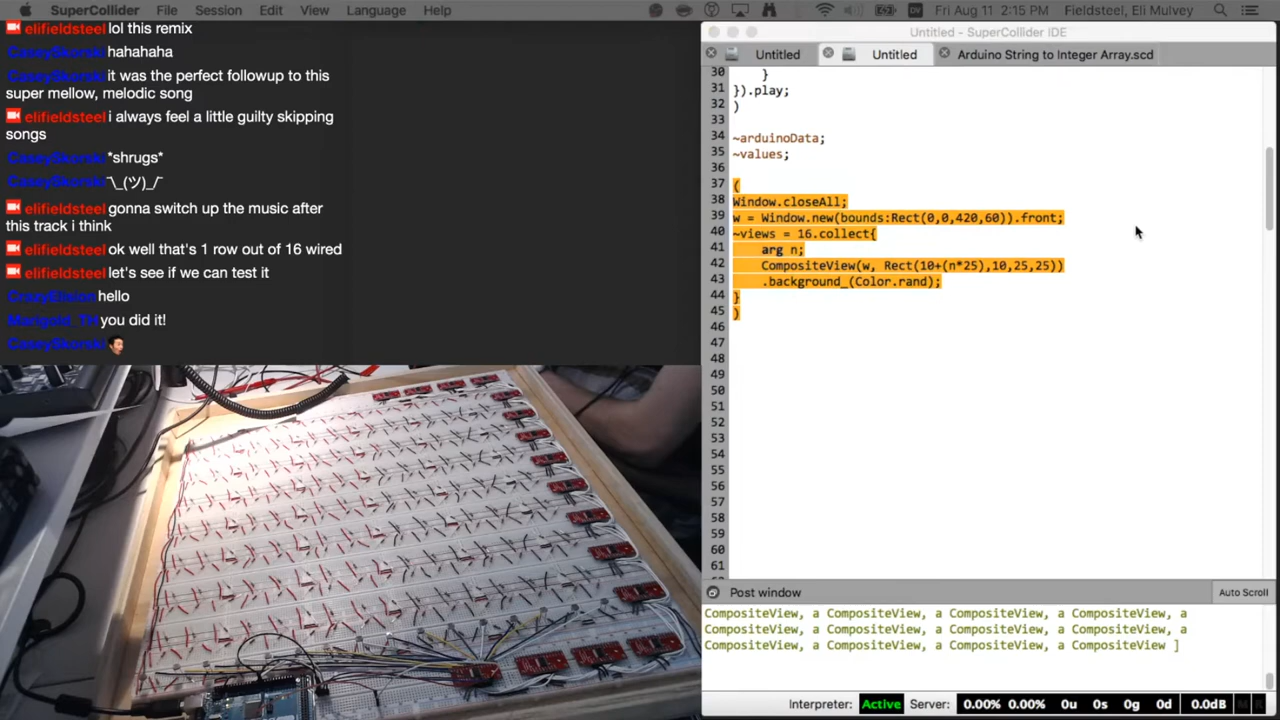 SuperCollider File Session Edit View Language Help Fri Aug 11 2:15 PM Fieldsteel, Eli Mulvey
elifieldsteel lol this remix
CaseySkorski hahahaha
CaseySkorski it was the perfect followup to this
super mellow, melodic song
elifieldsteel i always feel a little guilty skipping
songs
CaseySkorski *shrugs*
CaseySkorski ¯\_(ツ)_/¯
elifieldsteel gonna switch up the music after
this track i think
elifieldsteel ok well that's 1 row out of 16 wired
elifieldsteel let's see if we can test it
CrazyElision hello
Marigold_TH you did it!
CaseySkorski
Untitled - SuperCollider IDE
Untitled Untitled Arduino String to Integer Array.scd
30 }
31 }).play;
32 )
33
34 ~arduinoData;
35 ~values;
36
37 (
38 Window.closeAll;
39 w = Window.new(bounds:Rect(0,0,420,60)).front;
40 ~views = 16.collect{
41 arg n;
42 CompositeView(w, Rect(10+(n*25),10,25,25))
43 .background_(Color.rand);
44 }
45 )
46
47
48
49
50
51
52
53
54
55
56
57
58
59
60
61
Post window Auto Scroll
CompositeView, a CompositeView, a CompositeView, a CompositeView, a
CompositeView, a CompositeView, a CompositeView, a CompositeView, a
CompositeView, a CompositeView, a CompositeView, a CompositeView ]
Interpreter: Active Server: 0.00% 0.00% 0u 0s 0g 0d 0.0dB M R